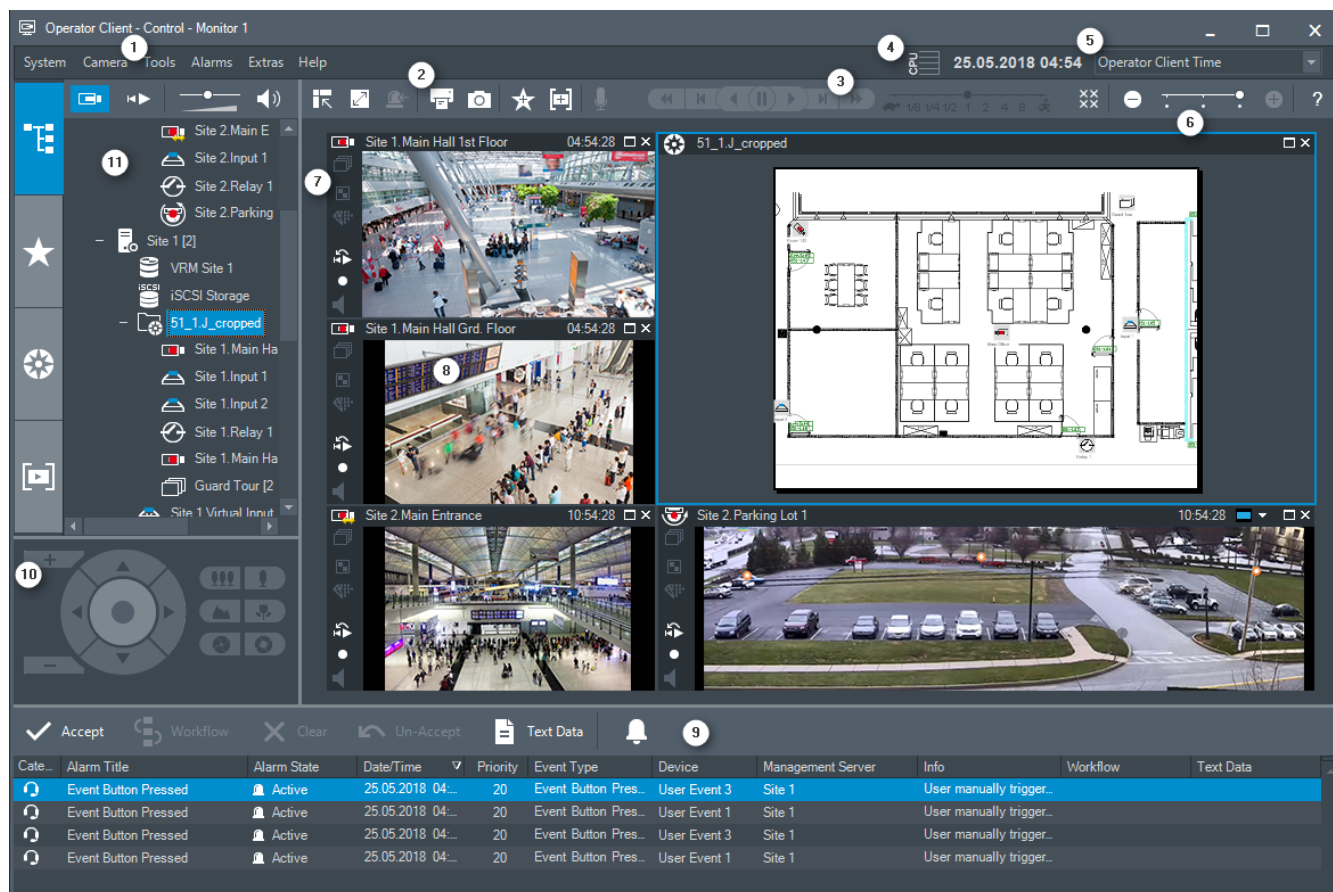 Operator Client - Control - Monitor 1
1
System Camera Tools Alarms Extras Help
4
CPU
25.05.2018 04:54
5
Operator Client Time
2
3
1/8 1/4 1/2 1 2 4 8
6
?
11
Site 2.Main E
Site 2.Input 1
Site 2.Relay 1
Site 2.Parking
Site 1 [2]
VRM Site 1
iSCSI
iSCSI Storage
51_1.J_cropped
Site 1.Main Ha
Site 1.Input 1
Site 1.Input 2
Site 1.Relay 1
Site 1.Main Ha
Guard Tour [2
Site 1.Virtual Input
10
7
Site 1.Main Hall 1st Floor 04:54:28
Site 1.Main Hall Grd. Floor 04:54:28
8
Site 2.Main Entrance 10:54:28
51_1.J_cropped
Guard Tour
Main Office
Input 1
Relay 1
Site 2.Parking Lot 1 10:54:28
Accept Workflow Clear Un-Accept Text Data
9
Cate... Alarm Title Alarm State Date/Time Priority Event Type Device Management Server Info Workflow Text Data
Event Button Pressed Active 25.05.2018 04:... 20 Event Button Pres... User Event 3 Site 1 User manually trigger...
Event Button Pressed Active 25.05.2018 04:... 20 Event Button Pres... User Event 1 Site 1 User manually trigger...
Event Button Pressed Active 25.05.2018 04:... 20 Event Button Pres... User Event 3 Site 1 User manually trigger...
Event Button Pressed Active 25.05.2018 04:... 20 Event Button Pres... User Event 1 Site 1 User manually trigger...